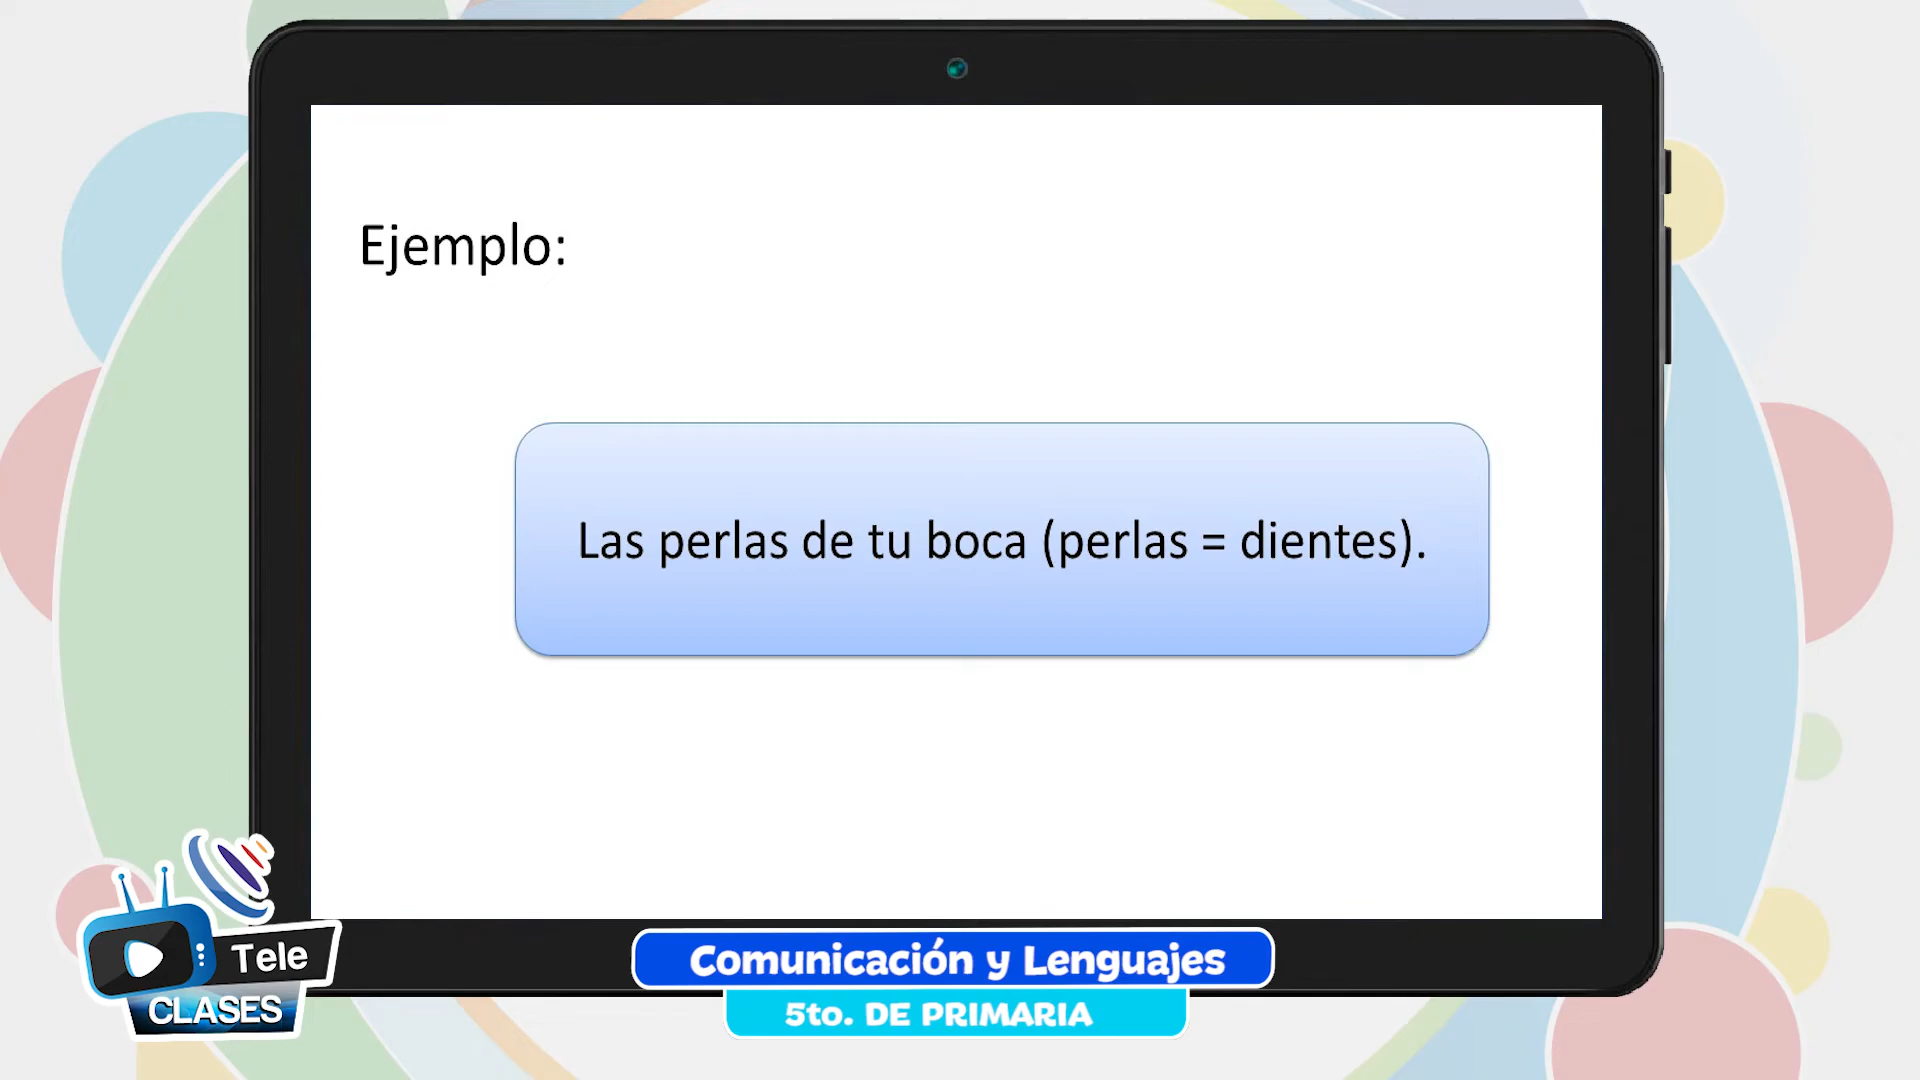 Ejemplo:
Las perlas de tu boca (perlas = dientes).
Tele
CLASES
Comunicación y Lenguajes
5to. DE PRIMARIA